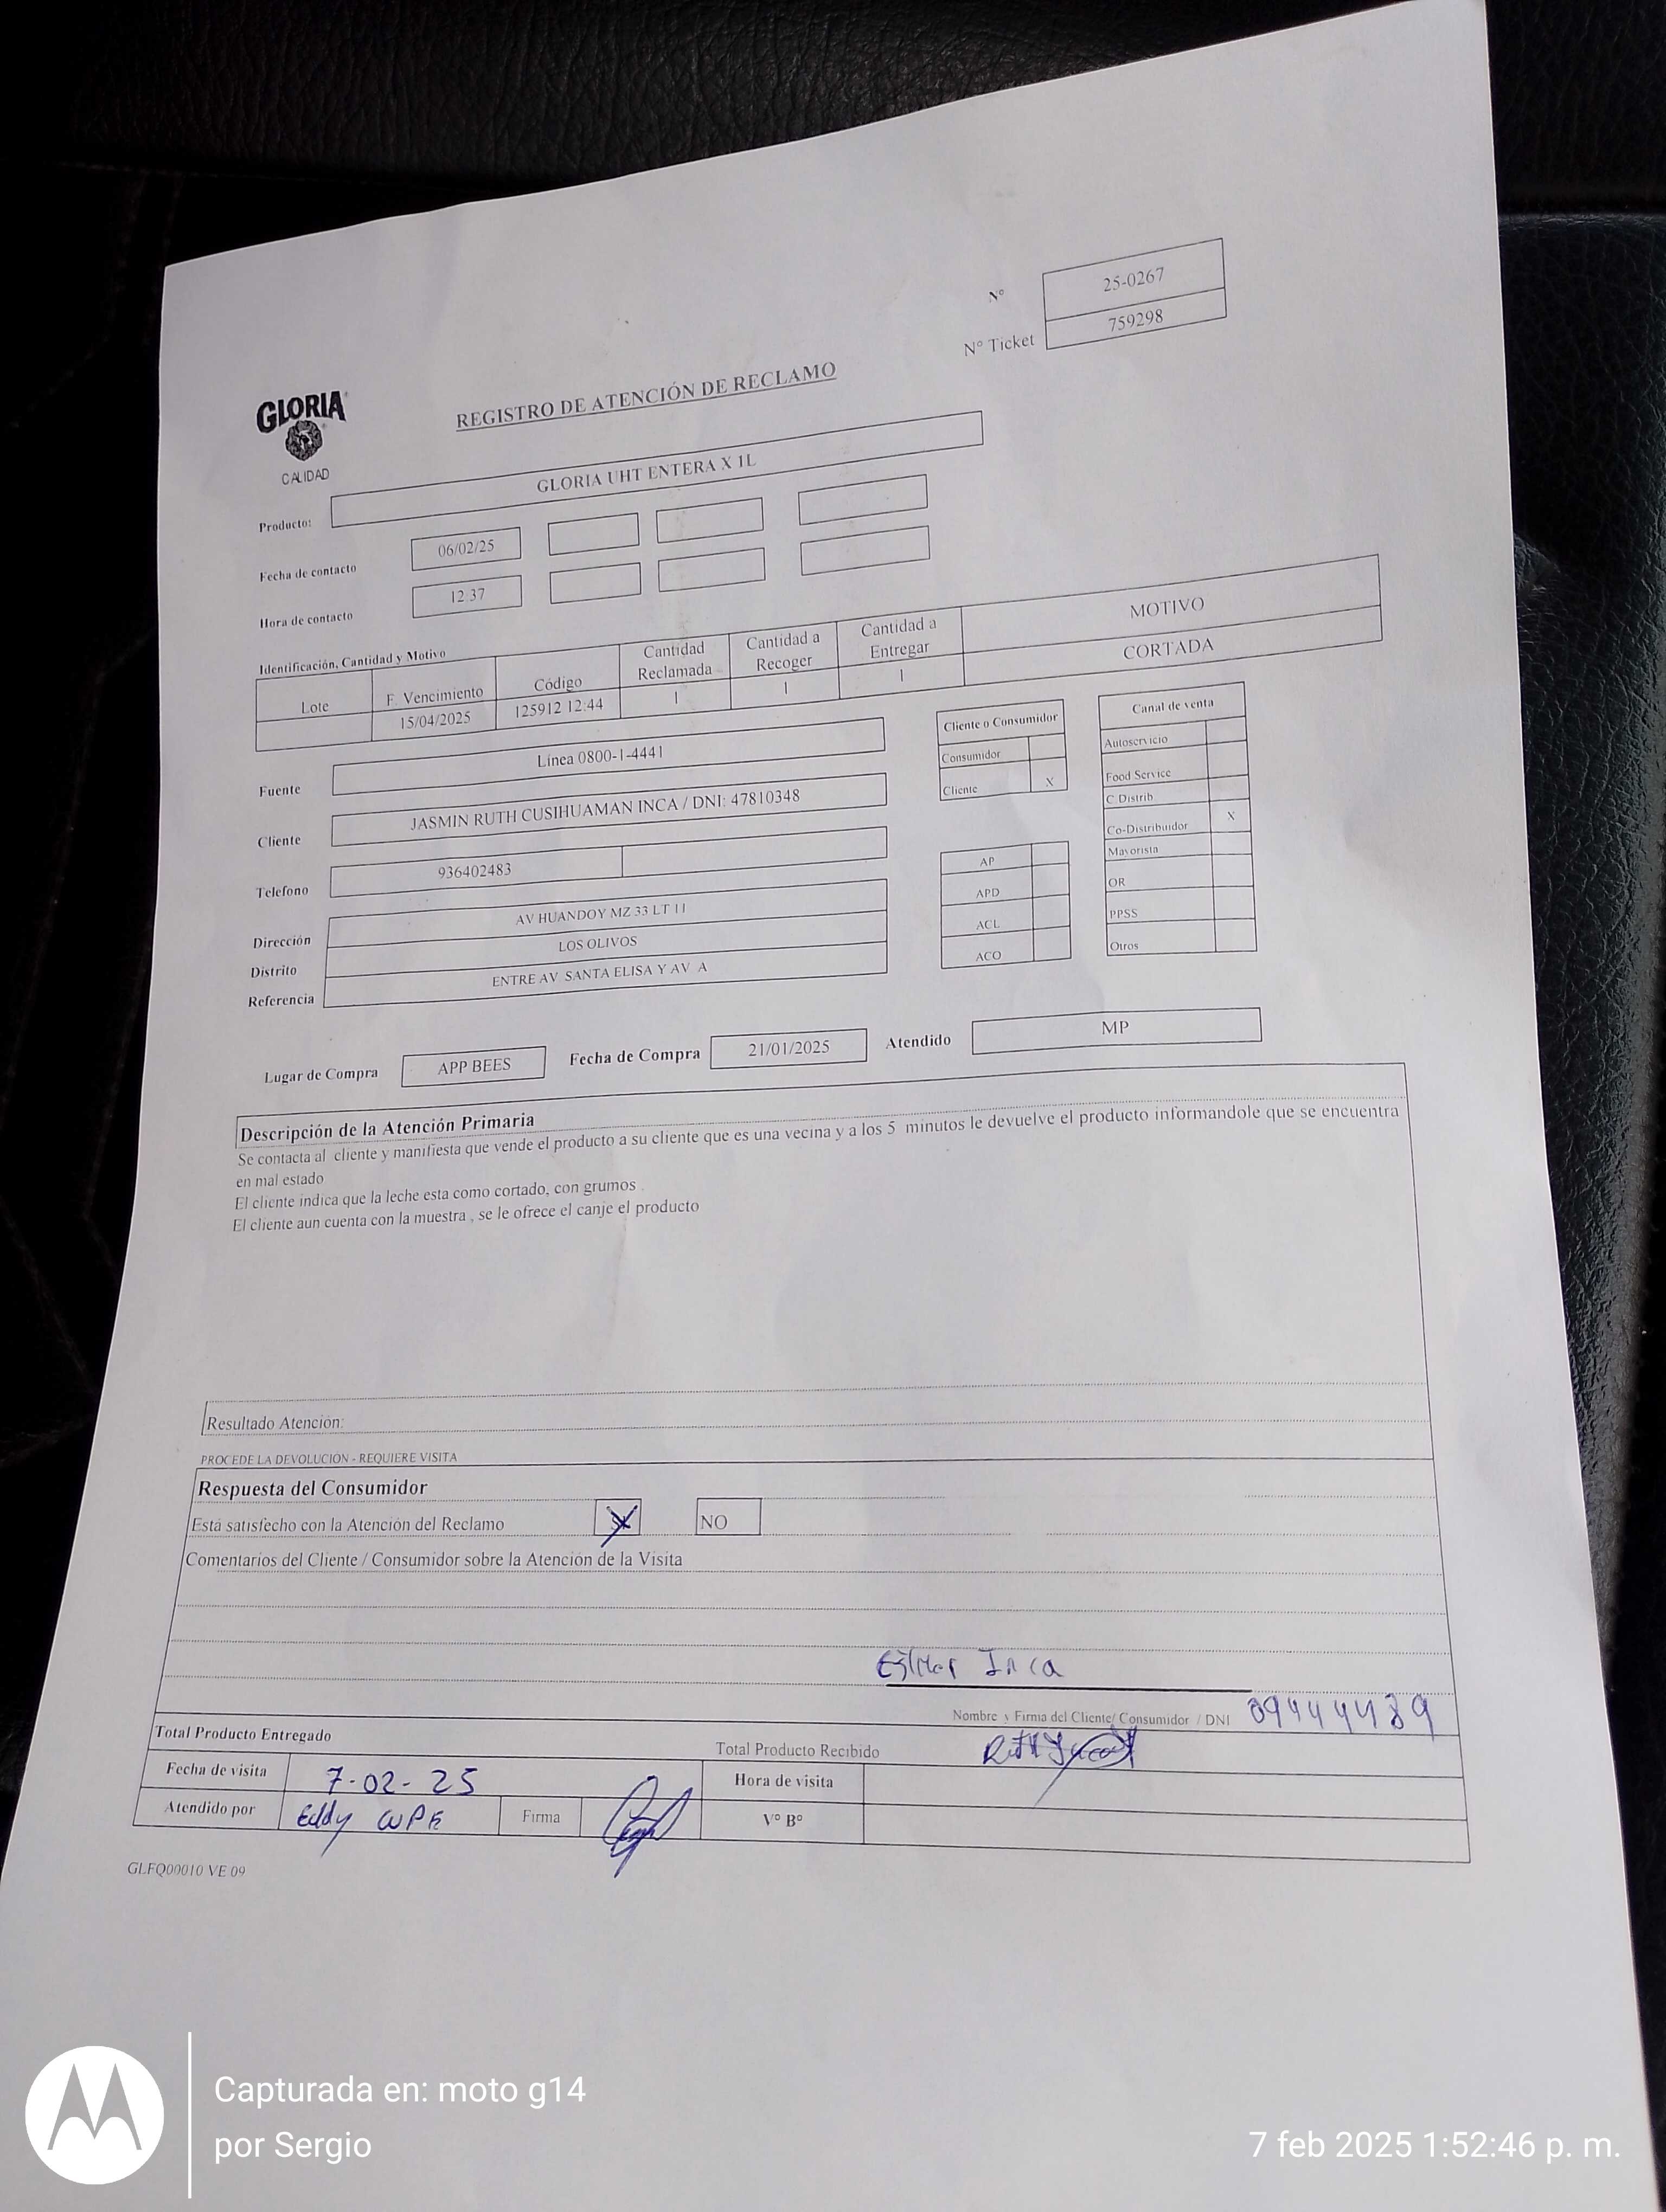 Nº 25-0267
Nº Ticket 759298
GLORIA
CALIDAD
REGISTRO DE ATENCIÓN DE RECLAMO
Producto: GLORIA UHT ENTERA X 1L
Fecha de contacto 06/02/25
Hora de contacto 12:37
Identificación, Cantidad y Motivo
Lote F. Vencimiento Código Cantidad Reclamada Cantidad a Recoger Cantidad a Entregar MOTIVO
15/04/2025 125912 12:44 1 1 1 CORTADA
Fuente Línea 0800-1-4441
Cliente JASMIN RUTH CUSIHUAMAN INCA / DNI: 47810348
Telefono 936402483
Dirección AV HUANDOY MZ 33 LT 11
Distrito LOS OLIVOS
Referencia ENTRE AV SANTA ELISA Y AV A
Cliente o Consumidor
Consumidor
Cliente X
AP
APD
ACL
ACO
Canal de venta
Autoservicio
Food Service
C.Distrib
Co-Distribuidor X
Mayorista
OR
PPSS
Otros
Lugar de Compra APP BEES Fecha de Compra 21/01/2025 Atendido MP
Descripción de la Atención Primaria
Se contacta al cliente y manifiesta que vende el producto a su cliente que es una vecina y a los 5 minutos le devuelve el producto informandole que se encuentra
en mal estado
El cliente indica que la leche esta como cortado, con grumos .
El cliente aun cuenta con la muestra , se le ofrece el canje el producto
Resultado Atención:
PROCEDE LA DEVOLUCIÓN - REQUIERE VISITA
Respuesta del Consumidor
Está satisfecho con la Atención del Reclamo X NO
Comentarios del Cliente / Consumidor sobre la Atención de la Visita
Inca
Nombre y Firma del Cliente/ Consumidor / DNI 09444489
Total Producto Entregado Total Producto Recibido
Fecha de visita 7-02-25 Hora de visita
Atendido por Eddy Firma Vº Bº
GLFQ00010 VE 09
Capturada en: moto g14
por Sergio
7 feb 2025 1:52:46 p. m.